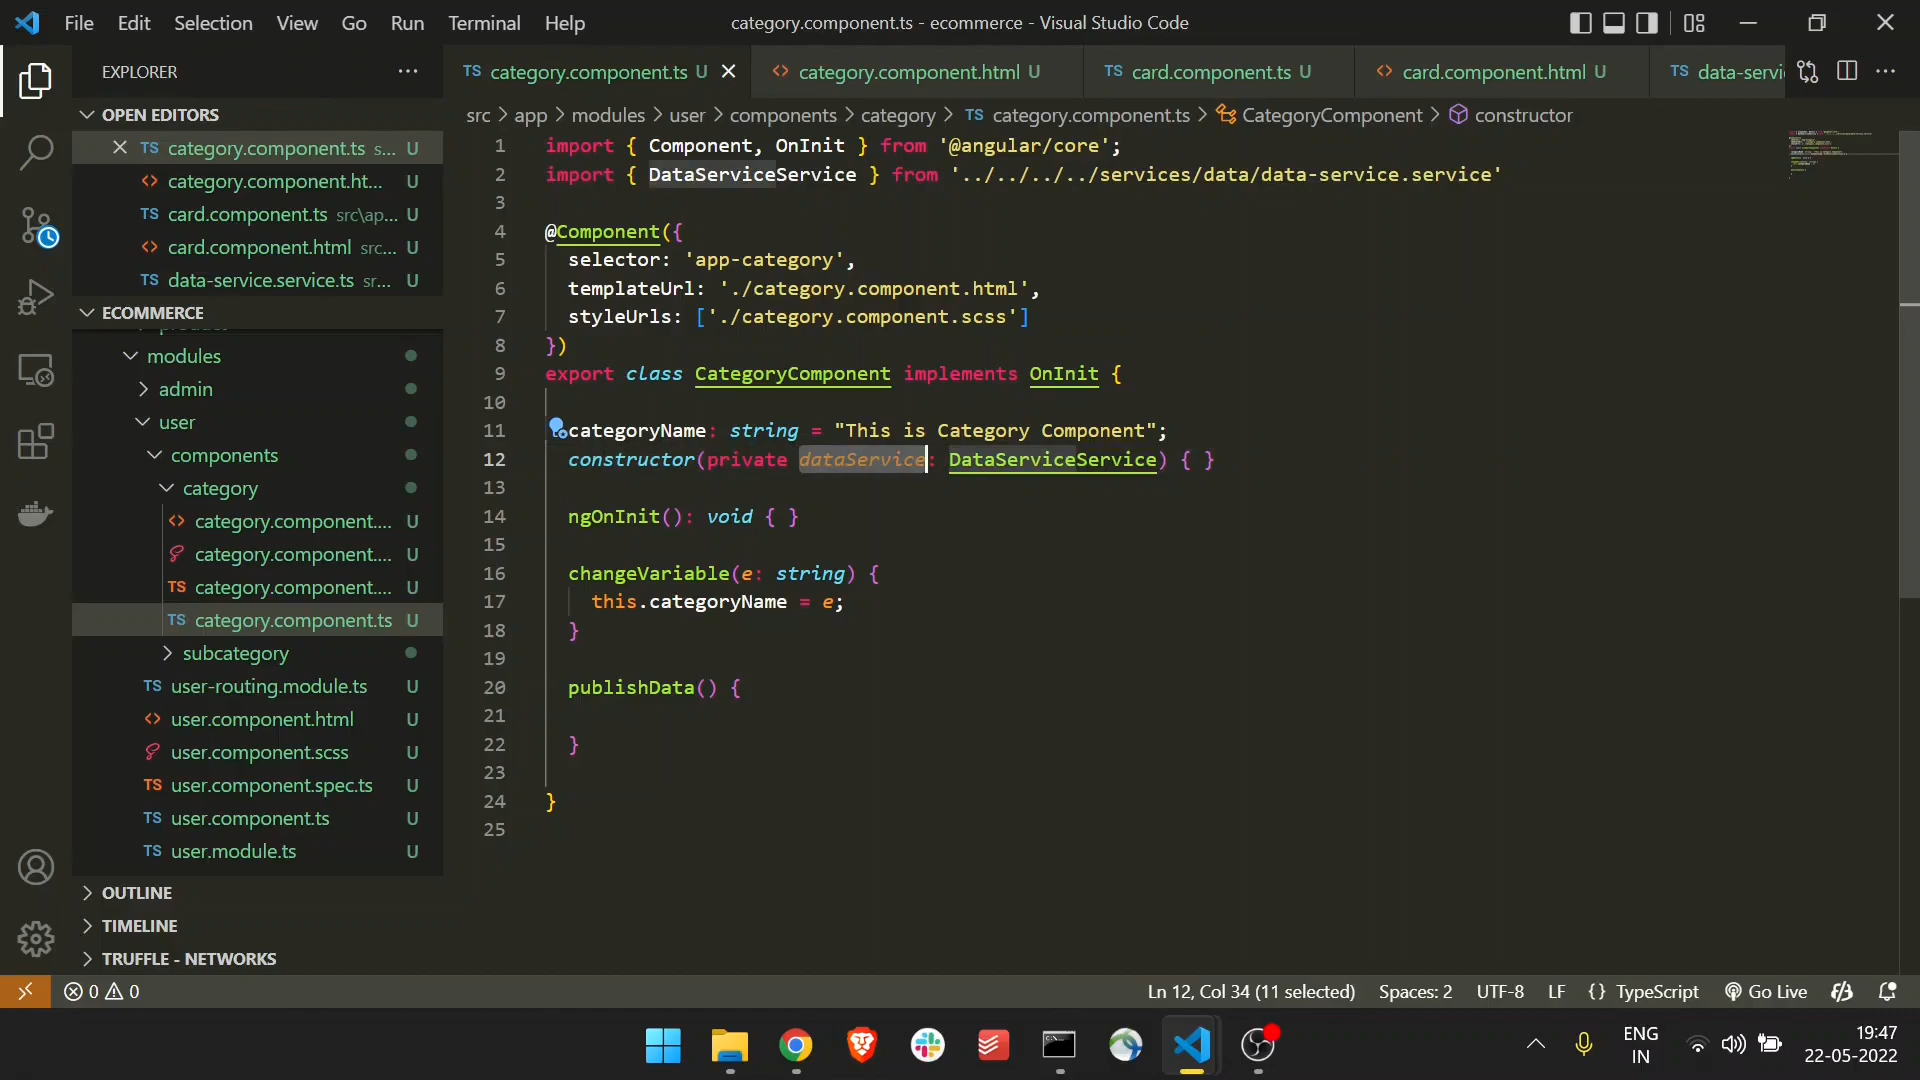 File Edit Selection View Go Run Terminal Help
category.component.ts - ecommerce - Visual Studio Code
EXPLORER
OPEN EDITORS
TS category.component.ts s... U
category.component.ht... U
TS card.component.ts src\ap... U
card.component.html src... U
TS data-service.service.ts sr... U
ECOMMERCE
modules
admin
user
components
category
category.component.... U
category.component.... U
TS category.component.... U
TS category.component.ts U
subcategory
TS user-routing.module.ts U
user.component.html U
user.component.scss U
TS user.component.spec.ts U
TS user.component.ts U
TS user.module.ts U
OUTLINE
TIMELINE
TRUFFLE - NETWORKS
TS category.component.ts U
category.component.html U
TS card.component.ts U
card.component.html U
TS data-servi
src > app > modules > user > components > category > TS category.component.ts > CategoryComponent > constructor
1 import { Component, OnInit } from '@angular/core';
2 import { DataServiceService } from '../../../../services/data/data-service.service'
3
4 @Component({
5 selector: 'app-category',
6 templateUrl: './category.component.html',
7 styleUrls: ['./category.component.scss']
8 })
9 export class CategoryComponent implements OnInit {
10
11 categoryName: string = "This is Category Component";
12 constructor(private dataService: DataServiceService) { }
13
14 ngOnInit(): void { }
15
16 changeVariable(e: string) {
17 this.categoryName = e;
18 }
19
20 publishData() {
21
22 }
23
24 }
25
0 0
Ln 12, Col 34 (11 selected) Spaces: 2 UTF-8 LF {} TypeScript Go Live
ENG
IN
19:47
22-05-2022